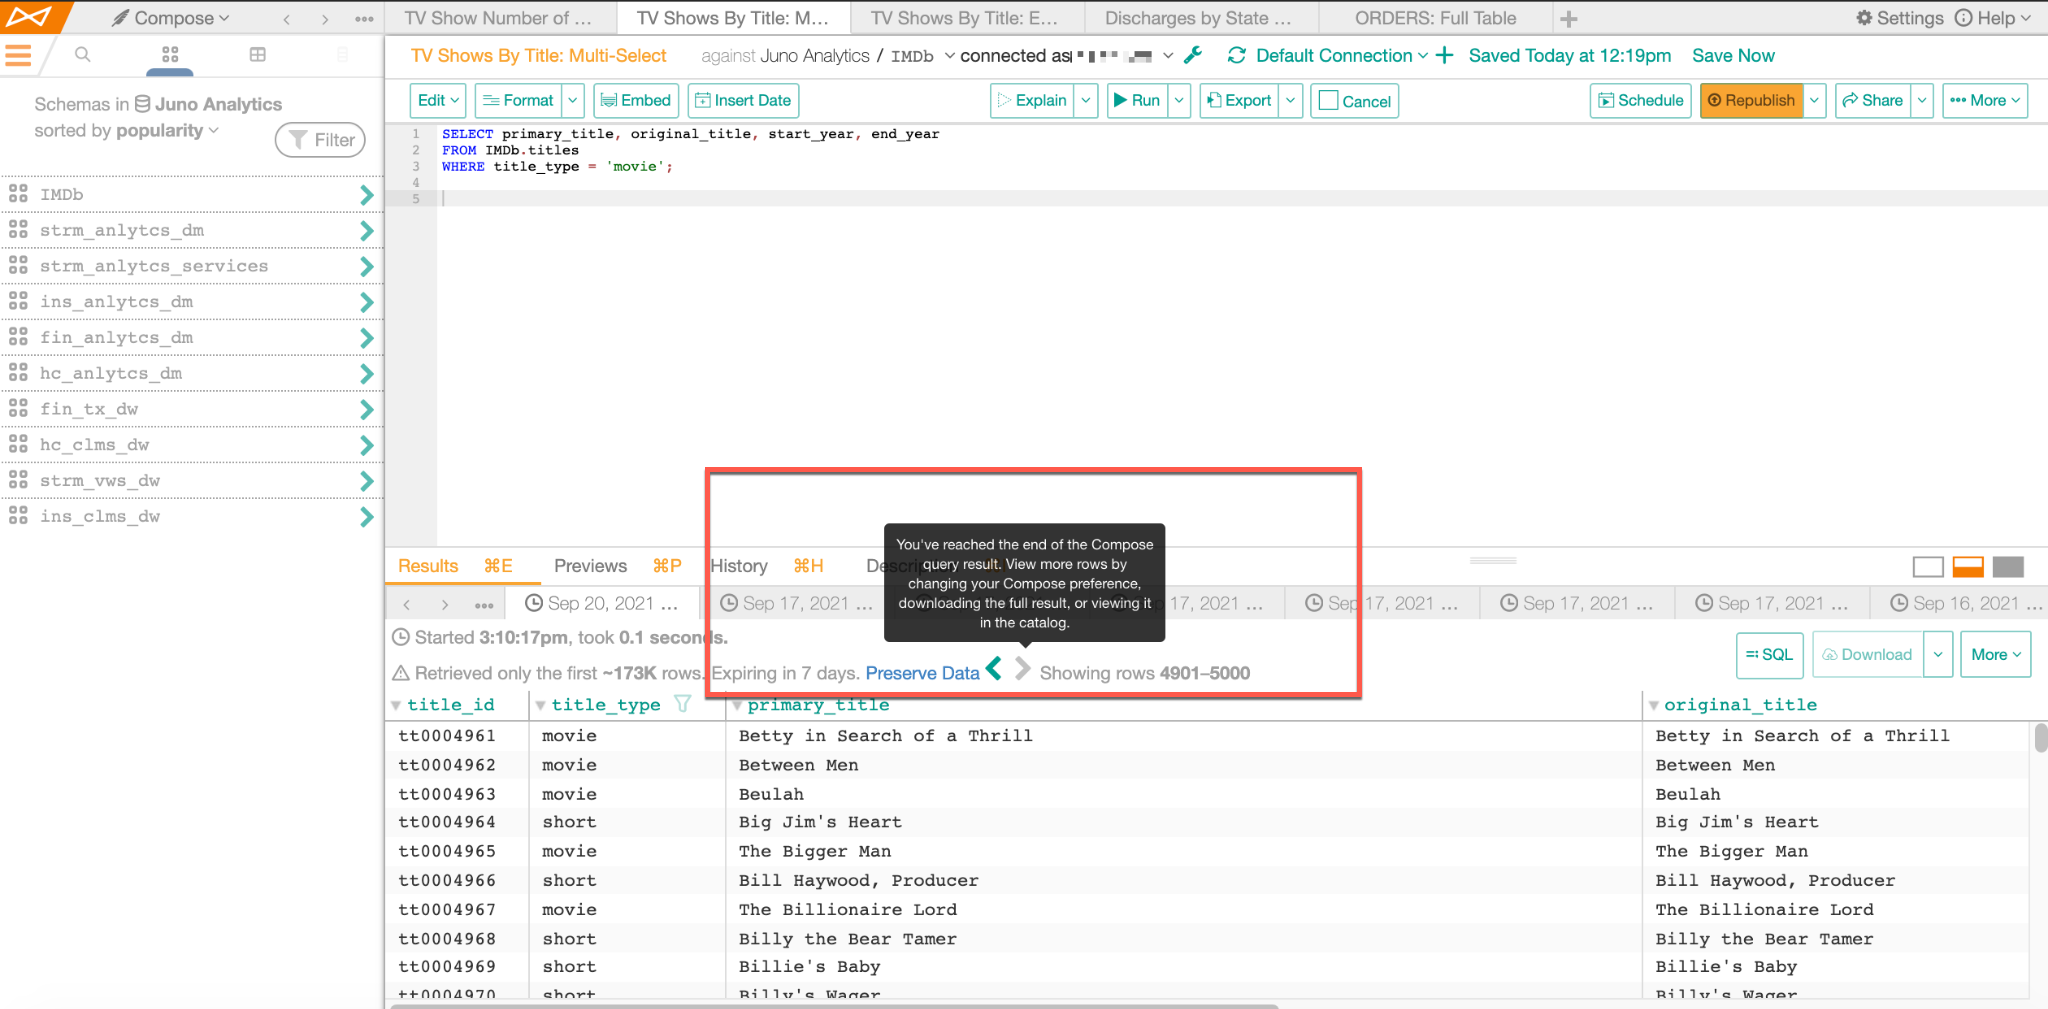 Compose
TV Show Number of ...
TV Shows By Title: M...
TV Shows By Title: E...
Discharges by State ...
ORDERS: Full Table
Settings
Help
TV Shows By Title: Multi-Select
against Juno Analytics / IMDb
connected as
Default Connection
Saved Today at 12:19pm
Save Now
Schemas in Juno Analytics
sorted by popularity
Filter
Edit
Format
Embed
Insert Date
Explain
Run
Export
Cancel
Schedule
Republish
Share
More
1 SELECT primary_title, original_title, start_year, end_year
2 FROM IMDb.titles
3 WHERE title_type = 'movie';
4
5
IMDb
strm_anlytcs_dm
strm_anlytcs_services
ins_anlytcs_dm
fin_anlytcs_dm
hc_anlytcs_dm
fin_tx_dw
hc_clms_dw
strm_vws_dw
ins_clms_dw
You've reached the end of the Compose
query result. View more rows by
changing your Compose preference,
downloading the full result, or viewing it
in the catalog.
Results ⌘E
Previews ⌘P
History ⌘H
Sep 20, 2021 ...
Sep 17, 2021 ...
17, 2021 ...
Sep 17, 2021 ...
Sep 17, 2021 ...
Sep 17, 2021 ...
Sep 16, 2021 ...
Started 3:10:17pm, took 0.1 seconds.
Retrieved only the first ~173K rows. Expiring in 7 days. Preserve Data
Showing rows 4901–5000
SQL
Download
More
title_id title_type primary_title original_title
tt0004961 movie Betty in Search of a Thrill Betty in Search of a Thrill
tt0004962 movie Between Men Between Men
tt0004963 movie Beulah Beulah
tt0004964 short Big Jim's Heart Big Jim's Heart
tt0004965 movie The Bigger Man The Bigger Man
tt0004966 short Bill Haywood, Producer Bill Haywood, Producer
tt0004967 movie The Billionaire Lord The Billionaire Lord
tt0004968 short Billy the Bear Tamer Billy the Bear Tamer
tt0004969 short Billie's Baby Billie's Baby
tt0004970 short Billy's Wager Billy's Wager